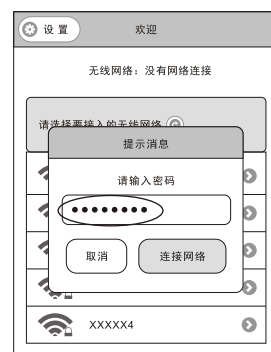 设 置
欢迎
无线网络：没有网络连接
请选择要接入的无线网络
提示消息
请输入密码
取消
连接网络
XXXXX4